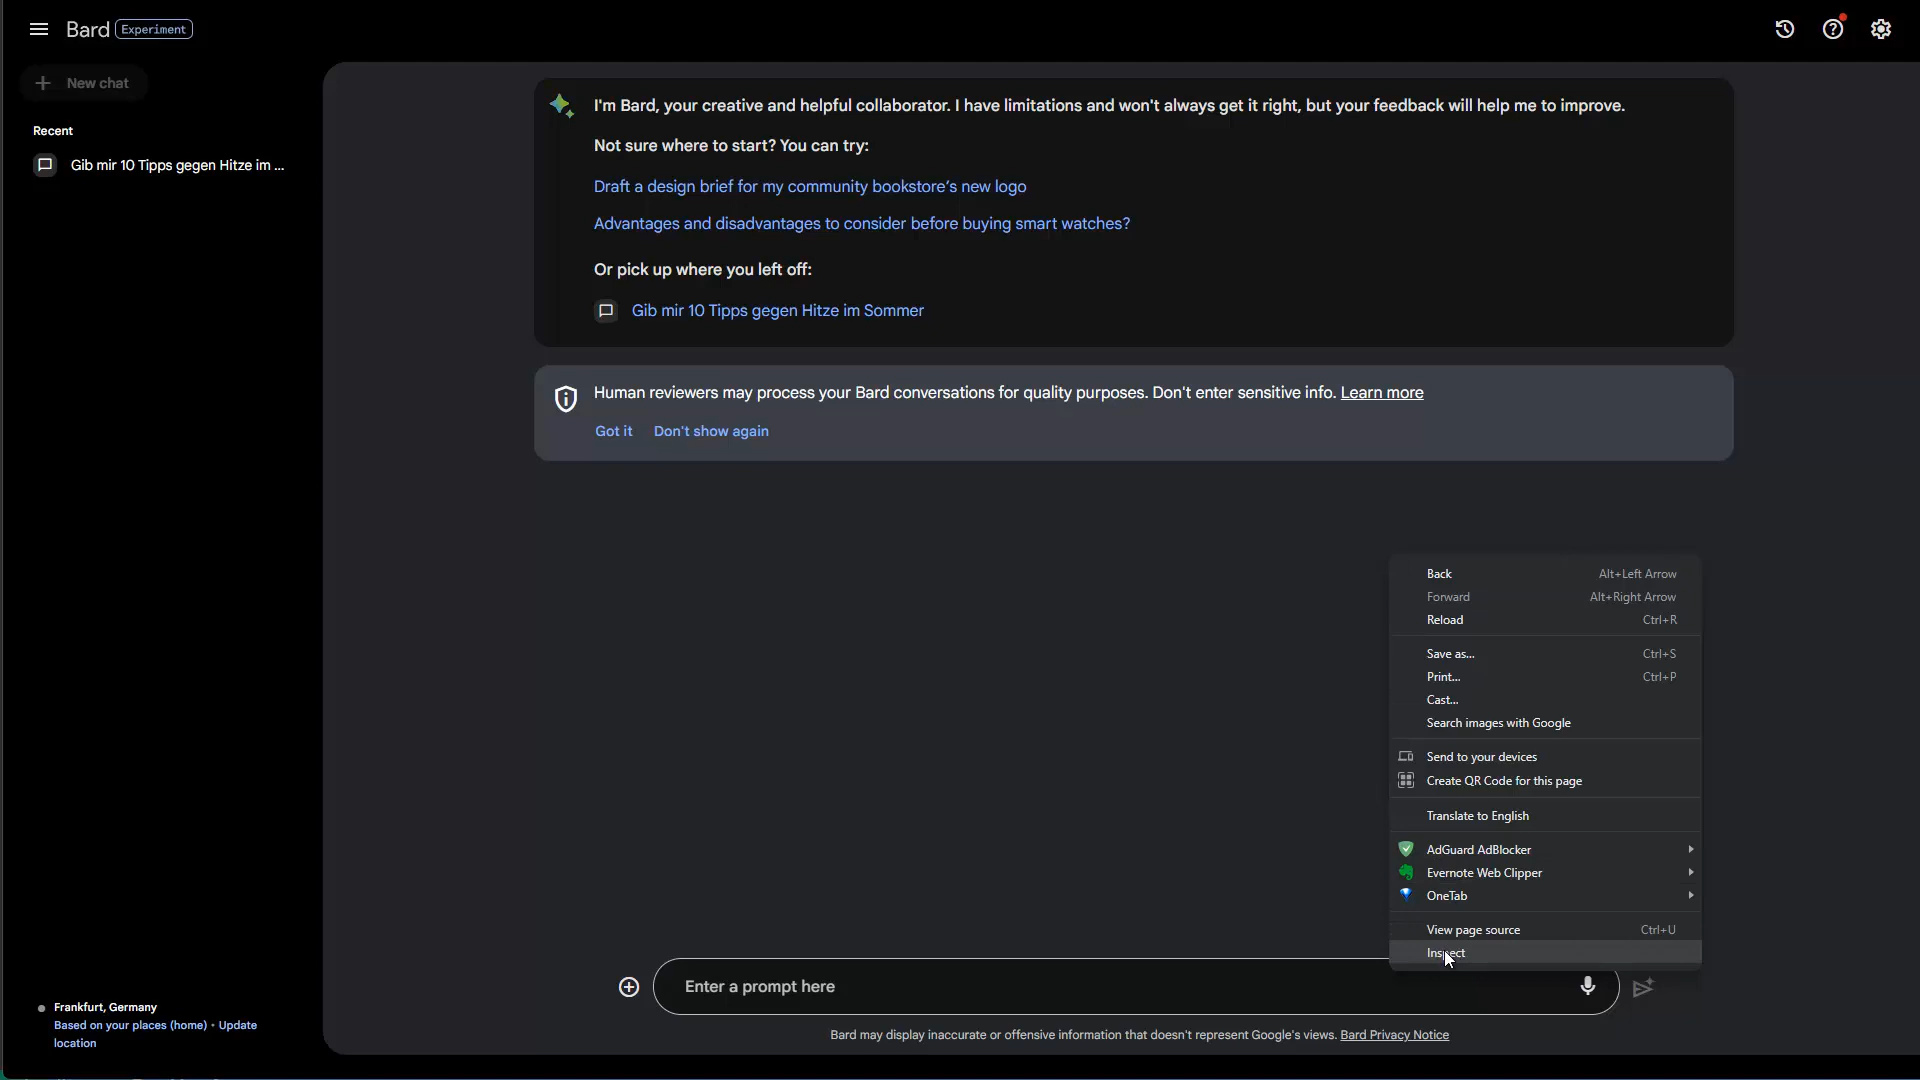 Bard Experiment
New chat
Recent
Gib mir 10 Tipps gegen Hitze im ...
I'm Bard, your creative and helpful collaborator. I have limitations and won't always get it right, but your feedback will help me to improve.
Not sure where to start? You can try:
Draft a design brief for my community bookstore’s new logo
Advantages and disadvantages to consider before buying smart watches?
Or pick up where you left off:
Gib mir 10 Tipps gegen Hitze im Sommer
Human reviewers may process your Bard conversations for quality purposes. Don't enter sensitive info. Learn more
Got it Don't show again
Back Alt+Left Arrow
Forward Alt+Right Arrow
Reload Ctrl+R
Save as... Ctrl+S
Print... Ctrl+P
Cast...
Search images with Google
Send to your devices
Create QR Code for this page
Translate to English
AdGuard AdBlocker
Evernote Web Clipper
OneTab
View page source Ctrl+U
Inspect
Enter a prompt here
Bard may display inaccurate or offensive information that doesn't represent Google's views. Bard Privacy Notice
Frankfurt, Germany
Based on your places (home) • Update
location